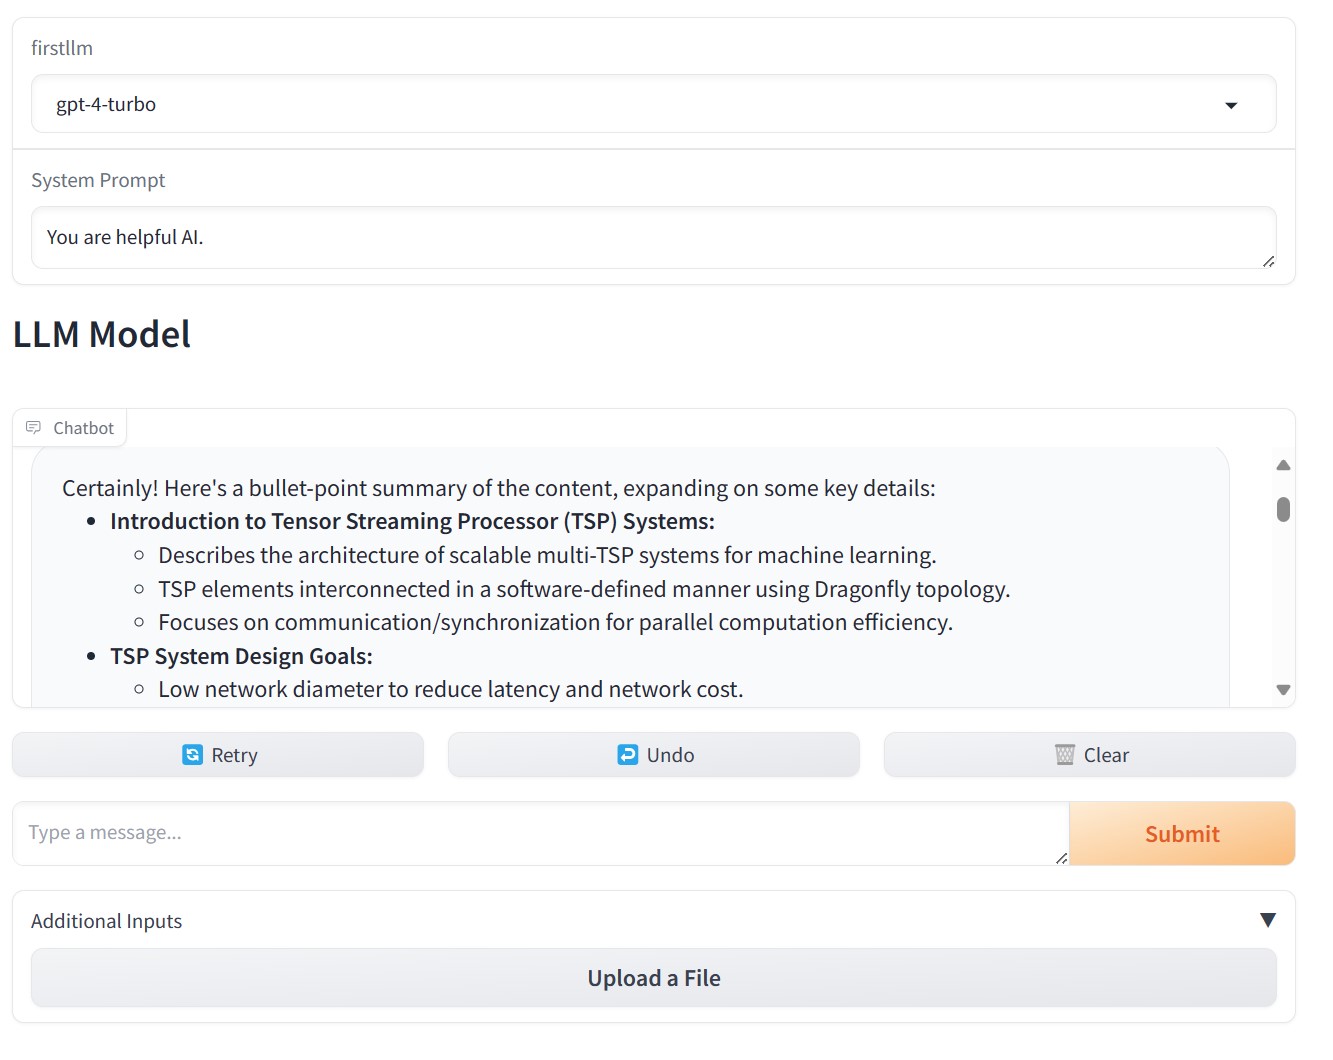 firstllm
gpt-4-turbo
System Prompt
You are helpful AI.
LLM Model
Chatbot
Certainly! Here's a bullet-point summary of the content, expanding on some key details:
• Introduction to Tensor Streaming Processor (TSP) Systems:
○ Describes the architecture of scalable multi-TSP systems for machine learning.
○ TSP elements interconnected in a software-defined manner using Dragonfly topology.
○ Focuses on communication/synchronization for parallel computation efficiency.
• TSP System Design Goals:
○ Low network diameter to reduce latency and network cost.
Retry Undo Clear
Type a message... Submit
Additional Inputs
Upload a File